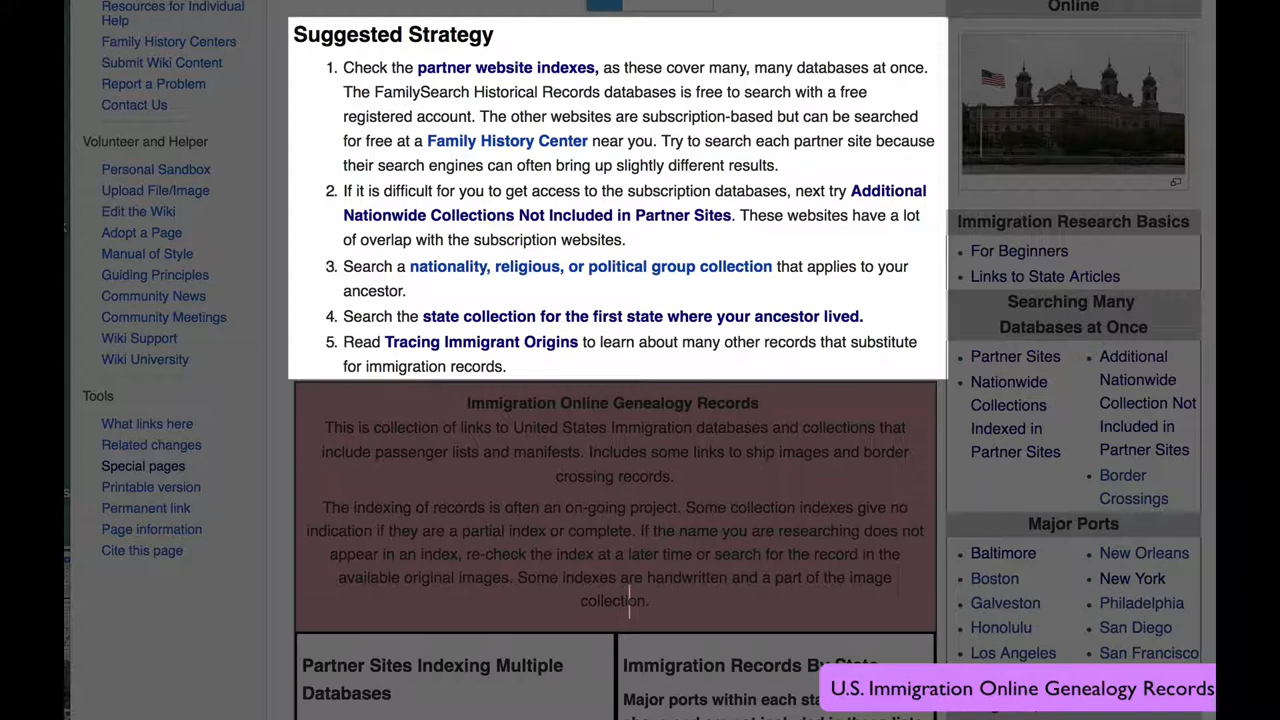 Resources for Individual
Help
Family History Centers
Submit Wiki Content
Report a Problem
Contact Us
Volunteer and Helper
Personal Sandbox
Upload File/Image
Edit the Wiki
Adopt a Page
Manual of Style
Guiding Principles
Community News
Community Meetings
Wiki Support
Wiki University
Tools
What links here
Related changes
Special pages
Printable version
Permanent link
Page information
Cite this page
Suggested Strategy
1. Check the partner website indexes, as these cover many, many databases at once.
The FamilySearch Historical Records databases is free to search with a free
registered account. The other websites are subscription-based but can be searched
for free at a Family History Center near you. Try to search each partner site because
their search engines can often bring up slightly different results.
2. If it is difficult for you to get access to the subscription databases, next try Additional
Nationwide Collections Not Included in Partner Sites. These websites have a lot
of overlap with the subscription websites.
3. Search a nationality, religious, or political group collection that applies to your
ancestor.
4. Search the state collection for the first state where your ancestor lived.
5. Read Tracing Immigrant Origins to learn about many other records that substitute
for immigration records.
Immigration Online Genealogy Records
This is collection of links to United States Immigration databases and collections that
include passenger lists and manifests. Includes some links to ship images and border
crossing records.
The indexing of records is often an on-going project. Some collection indexes give no
indication if they are a partial index or complete. If the name you are researching does not
appear in an index, re-check the index at a later time or search for the record in the
available original images. Some indexes are handwritten and a part of the image
collection.
Partner Sites Indexing Multiple
Databases
Immigration Records By State
Major ports within each
Online
Immigration Research Basics
For Beginners
Links to State Articles
Searching Many
Databases at Once
Partner Sites
Nationwide
Collections
Indexed in
Partner Sites
Additional
Nationwide
Collection Not
Included in
Partner Sites
Border
Crossings
Major Ports
Baltimore
Boston
Galveston
Honolulu
Los Angeles
New Orleans
New York
Philadelphia
San Diego
San Francisco
U.S. Immigration Online Genealogy Records